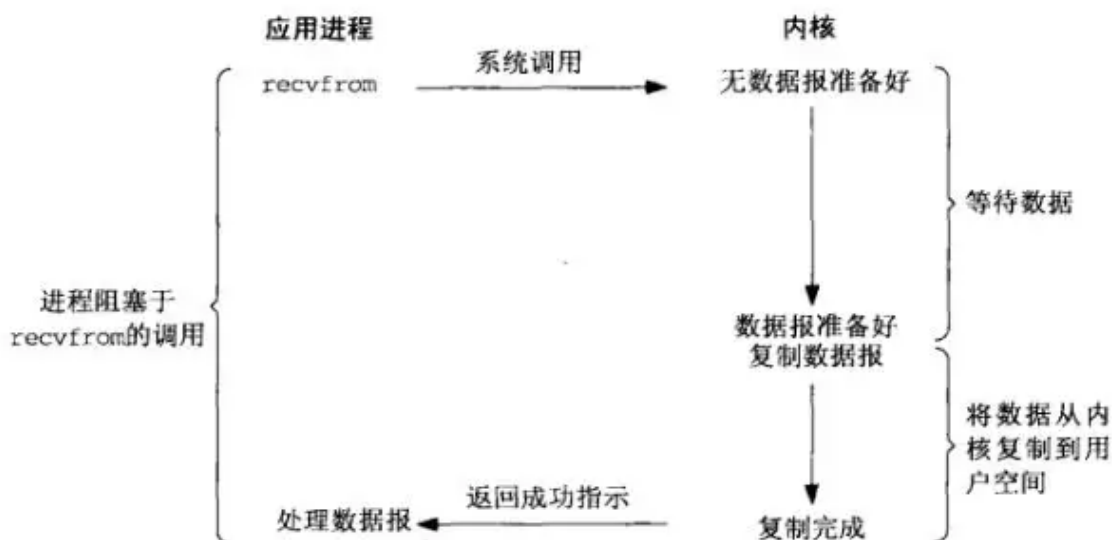 应用进程
内核
系统调用
recvfrom
无数据报准备好
等待数据
进程阻塞于
recvfrom的调用
数据报准备好
复制数据报
将数据从内
核复制到用
户空间
返回成功指示
处理数据报
复制完成